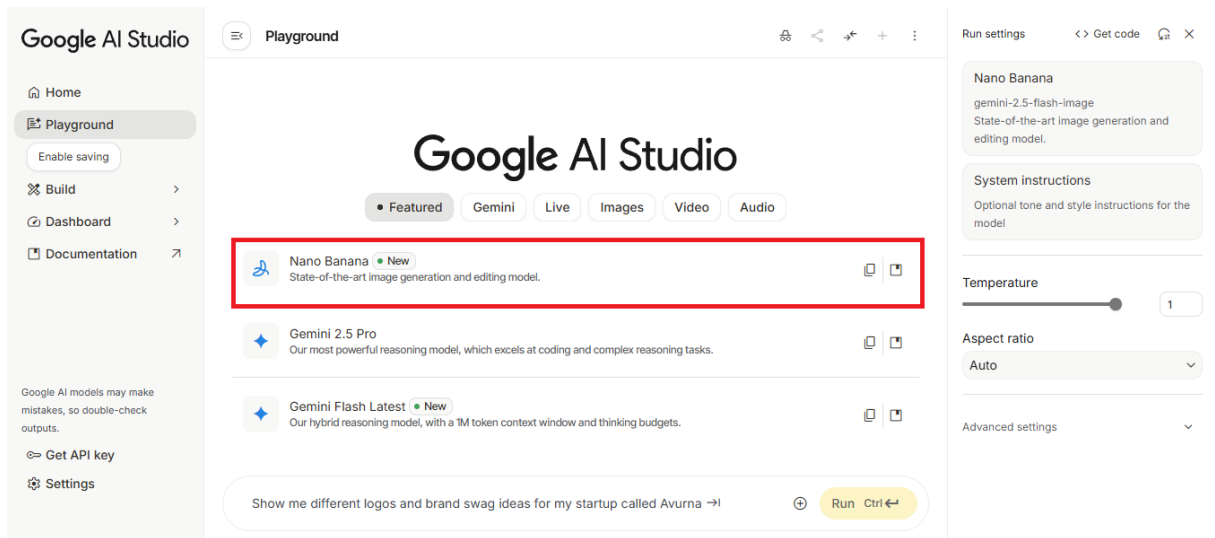 Google AI Studio
Home
Playground
Enable saving
Build
Dashboard
Documentation
Google AI models may make
mistakes, so double-check
outputs.
Get API key
Settings
Playground
Google AI Studio
Featured
Gemini
Live
Images
Video
Audio
Nano Banana New
State-of-the-art image generation and editing model.
Gemini 2.5 Pro
Our most powerful reasoning model, which excels at coding and complex reasoning tasks.
Gemini Flash Latest New
Our hybrid reasoning model, with a 1M token context window and thinking budgets.
Show me different logos and brand swag ideas for my startup called Avurna
Run Ctrl
Run settings
Get code
Nano Banana
gemini-2.5-flash-image
State-of-the-art image generation and
editing model.
System instructions
Optional tone and style instructions for the
model
Temperature
1
Aspect ratio
Auto
Advanced settings